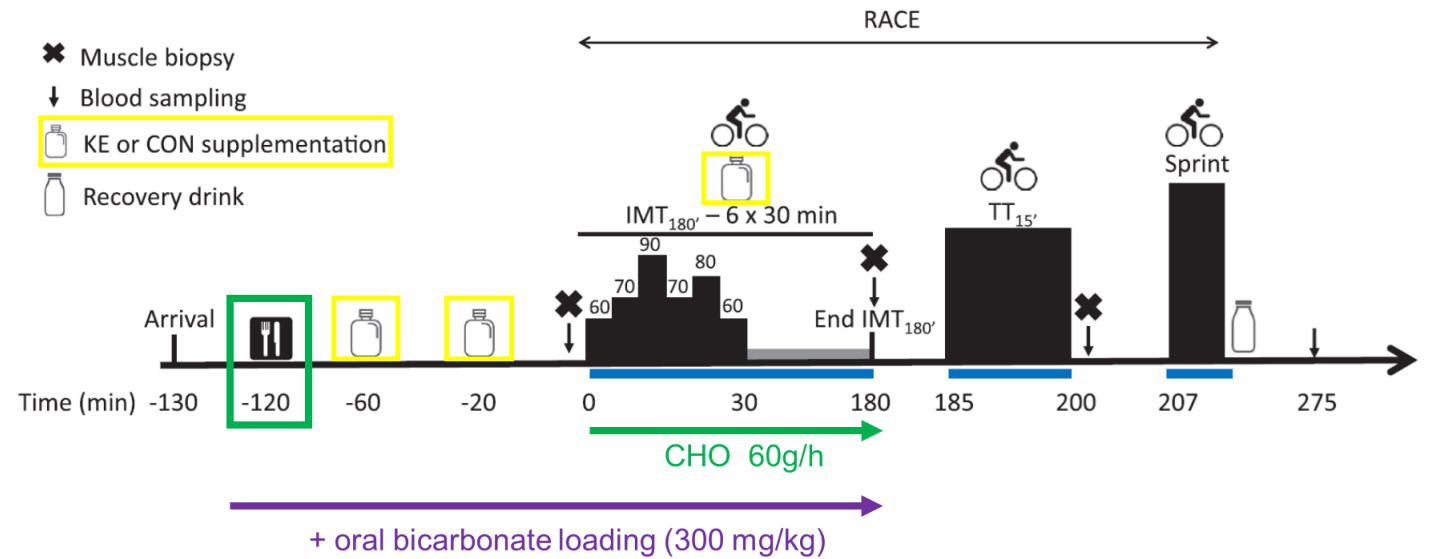 RACE
Muscle biopsy
Blood sampling
KE or CON supplementation
Recovery drink
Sprint
IMT180' – 6 x 30 min
TT15'
90
80
70
70
60
60
Arrival
End IMT180'
Time (min) -130 -120 -60 -20 0 30 180 185 200 207 275
CHO 60g/h
+ oral bicarbonate loading (300 mg/kg)